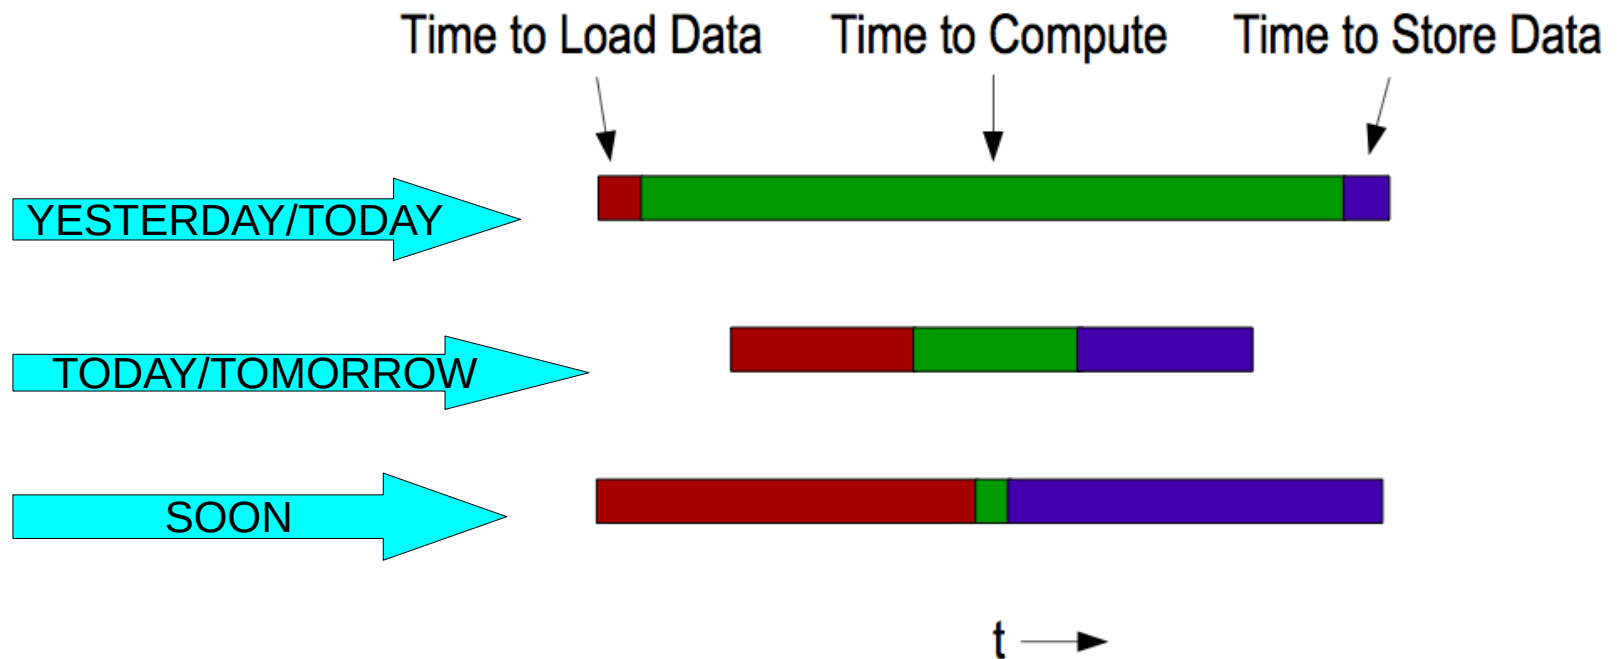 Time to Load Data
Time to Compute
Time to Store Data
YESTERDAY/TODAY
TODAY/TOMORROW
SOON
t